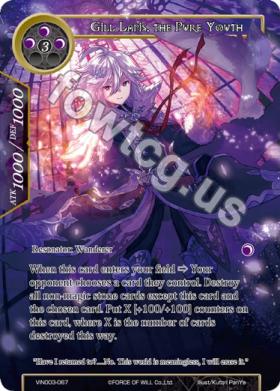 Gill Lapis, the Pure Youth
3
ATK 1000 / DEF 1000
fowtcg.us
Resonator, Wanderer
When this card enters your field ➩ Your
opponent chooses a card they control. Destroy
all non-magic stone cards except this card and
the chosen card. Put X [+100/+100] counters on
this card, where X is the number of cards
destroyed this way.
"Have I returned to?...No. This world is meaningless, I will erase it."
VIN003-067
©FORCE OF WILL Co.,Ltd.
Illust/Kutari PanYa